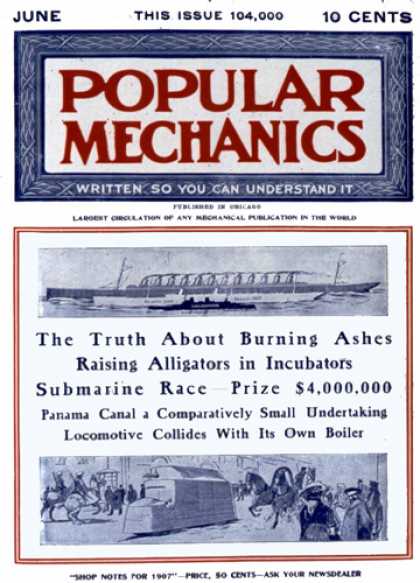 JUNE THIS ISSUE 104,000 10 CENTS
POPULAR
MECHANICS
WRITTEN SO YOU CAN UNDERSTAND IT
PUBLISHED IN CHICAGO
LARGEST CIRCULATION OF ANY MECHANICAL PUBLICATION IN THE WORLD
The Truth About Burning Ashes
Raising Alligators in Incubators
Submarine Race—Prize $4,000,000
Panama Canal a Comparatively Small Undertaking
Locomotive Collides With Its Own Boiler
"SHOP NOTES FOR 1907"—PRICE, 50 CENTS—ASK YOUR NEWSDEALER